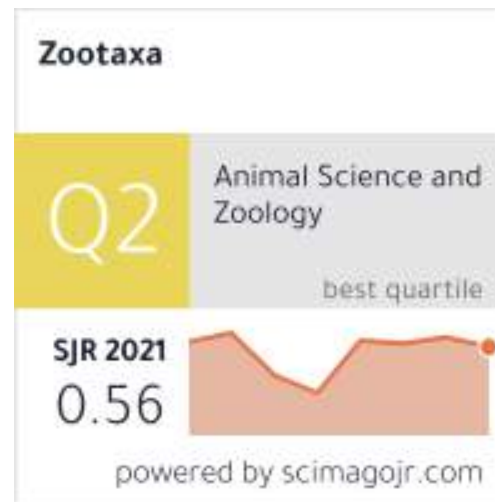 Zootaxa
Q2
Animal Science and
Zoology
best quartile
SJR 2021
0.56
powered by scimagojr.com